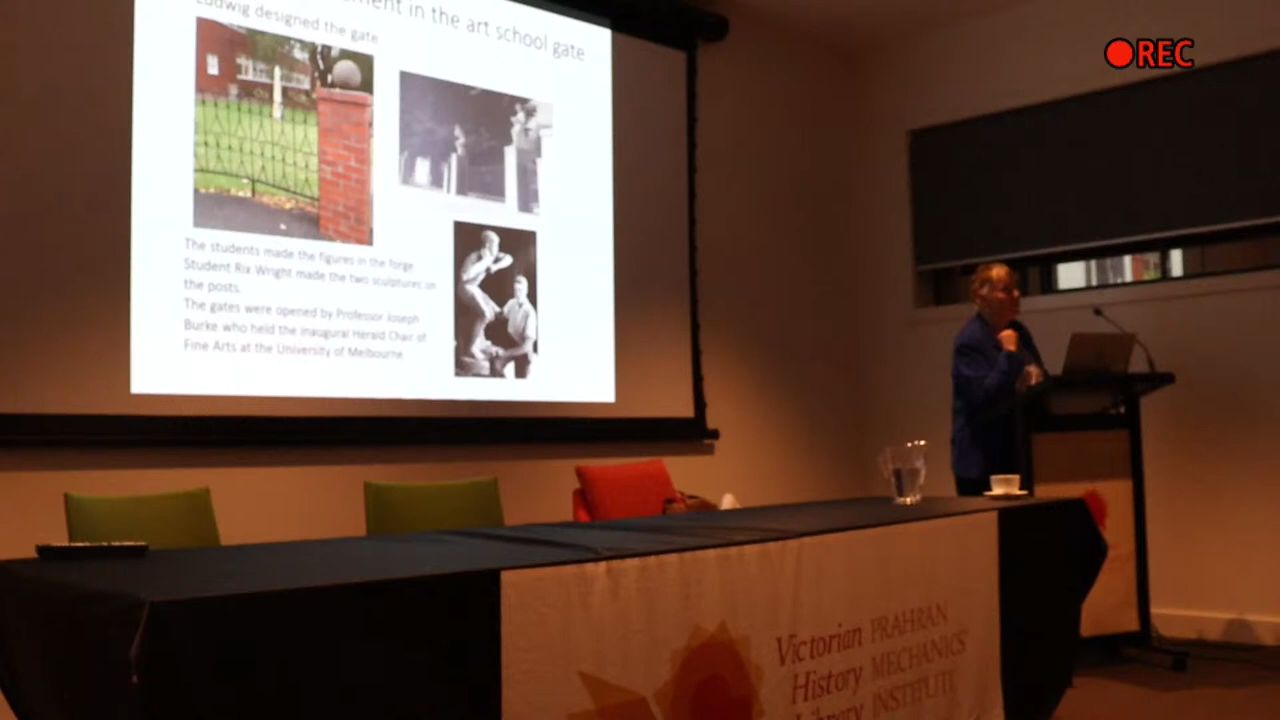 ment in the art school gate
Ludwig designed the gate
REC
The students made the figures in the forge
Student Rix Wright made the two sculptures on
the posts.
The gates were opened by Professor Joseph
Burke who held the inaugural Herald Chair of
Fine Arts at the University of Melbourne
Victorian PRAHRAN
History MECHANICS'
Library INSTITUTE